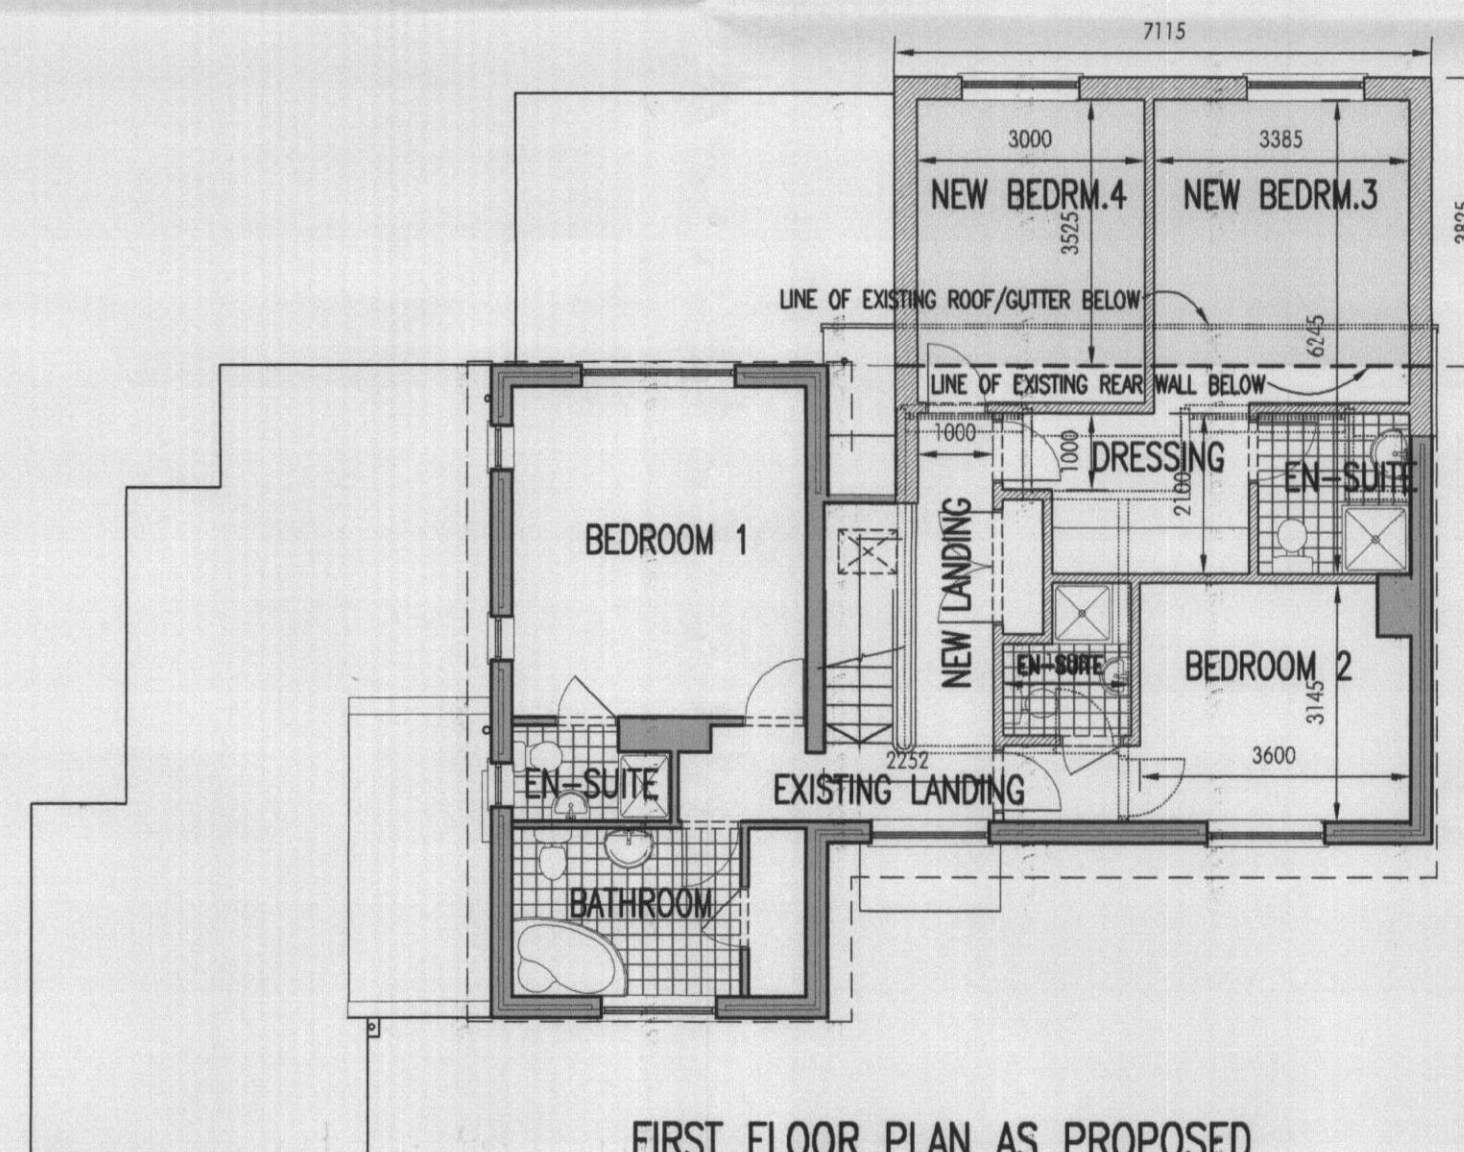 7115
3000
3385
NEW BEDRM.4
NEW BEDRM.3
3525
3825
LINE OF EXISTING ROOF/GUTTER BELOW
6245
LINE OF EXISTING REAR WALL BELOW
1000
1000
DRESSING
2100
EN-SUITE
BEDROOM 1
NEW LANDING
EN-SUITE
BEDROOM 2
3145
2252
3600
EN-SUITE
EXISTING LANDING
BATHROOM
FIRST FLOOR PLAN AS PROPOSED